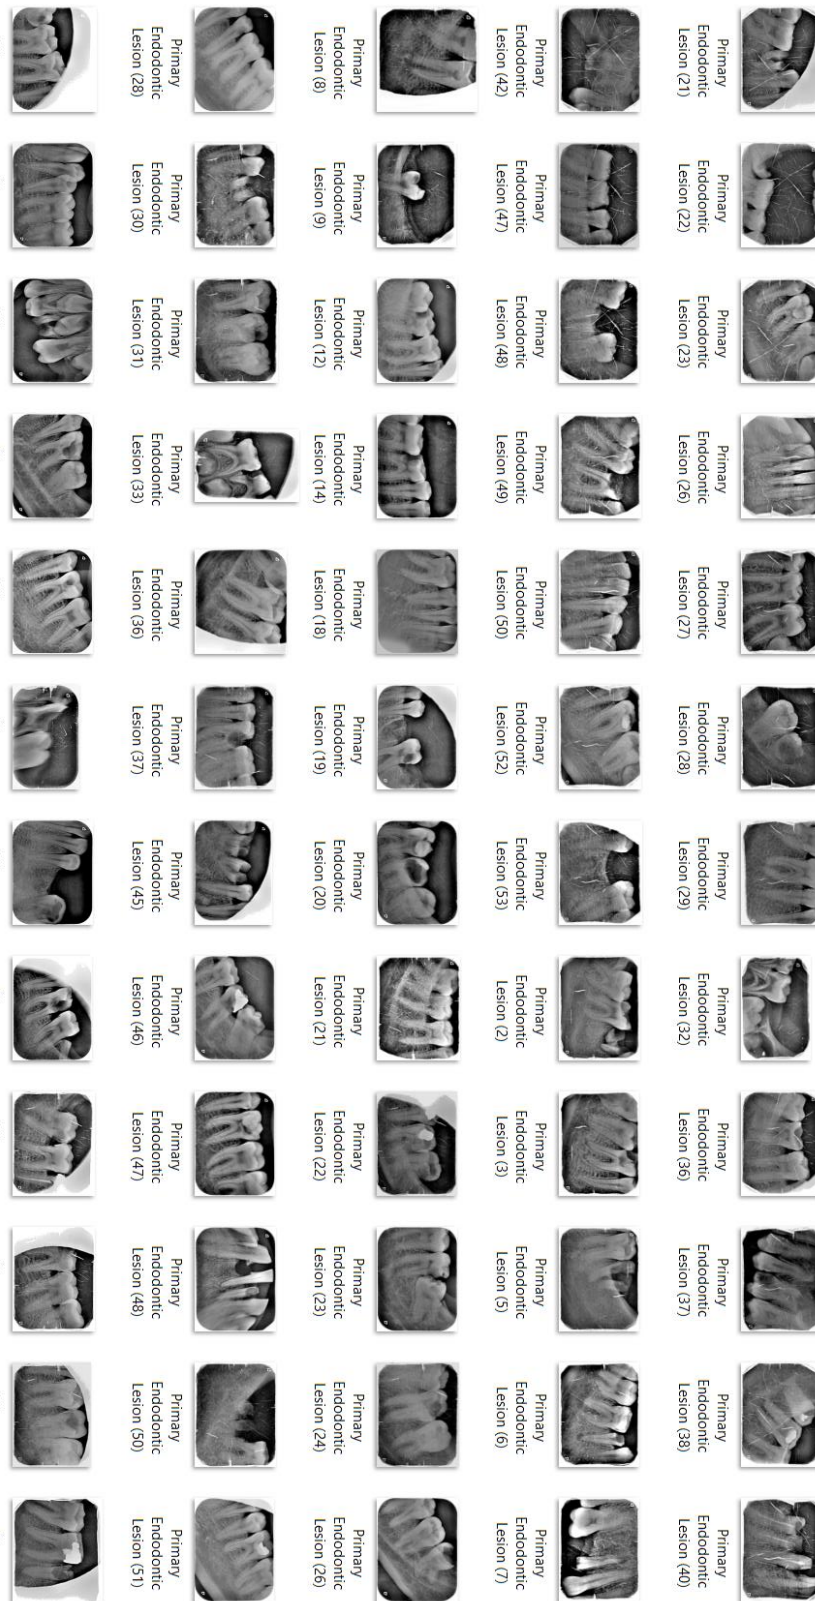 Primary
Endodontic
Lesion (21)
Primary
Endodontic
Lesion (22)
Primary
Endodontic
Lesion (23)
Primary
Endodontic
Lesion (26)
Primary
Endodontic
Lesion (27)
Primary
Endodontic
Lesion (28)
Primary
Endodontic
Lesion (29)
Primary
Endodontic
Lesion (32)
Primary
Endodontic
Lesion (36)
Primary
Endodontic
Lesion (37)
Primary
Endodontic
Lesion (38)
Primary
Endodontic
Lesion (40)
Primary
Endodontic
Lesion (42)
Primary
Endodontic
Lesion (47)
Primary
Endodontic
Lesion (48)
Primary
Endodontic
Lesion (49)
Primary
Endodontic
Lesion (50)
Primary
Endodontic
Lesion (52)
Primary
Endodontic
Lesion (53)
Primary
Endodontic
Lesion (2)
Primary
Endodontic
Lesion (3)
Primary
Endodontic
Lesion (5)
Primary
Endodontic
Lesion (6)
Primary
Endodontic
Lesion (7)
Primary
Endodontic
Lesion (8)
Primary
Endodontic
Lesion (9)
Primary
Endodontic
Lesion (12)
Primary
Endodontic
Lesion (14)
Primary
Endodontic
Lesion (18)
Primary
Endodontic
Lesion (19)
Primary
Endodontic
Lesion (20)
Primary
Endodontic
Lesion (21)
Primary
Endodontic
Lesion (22)
Primary
Endodontic
Lesion (23)
Primary
Endodontic
Lesion (24)
Primary
Endodontic
Lesion (26)
Primary
Endodontic
Lesion (28)
Primary
Endodontic
Lesion (30)
Primary
Endodontic
Lesion (31)
Primary
Endodontic
Lesion (33)
Primary
Endodontic
Lesion (36)
Primary
Endodontic
Lesion (37)
Primary
Endodontic
Lesion (45)
Primary
Endodontic
Lesion (46)
Primary
Endodontic
Lesion (47)
Primary
Endodontic
Lesion (48)
Primary
Endodontic
Lesion (50)
Primary
Endodontic
Lesion (51)